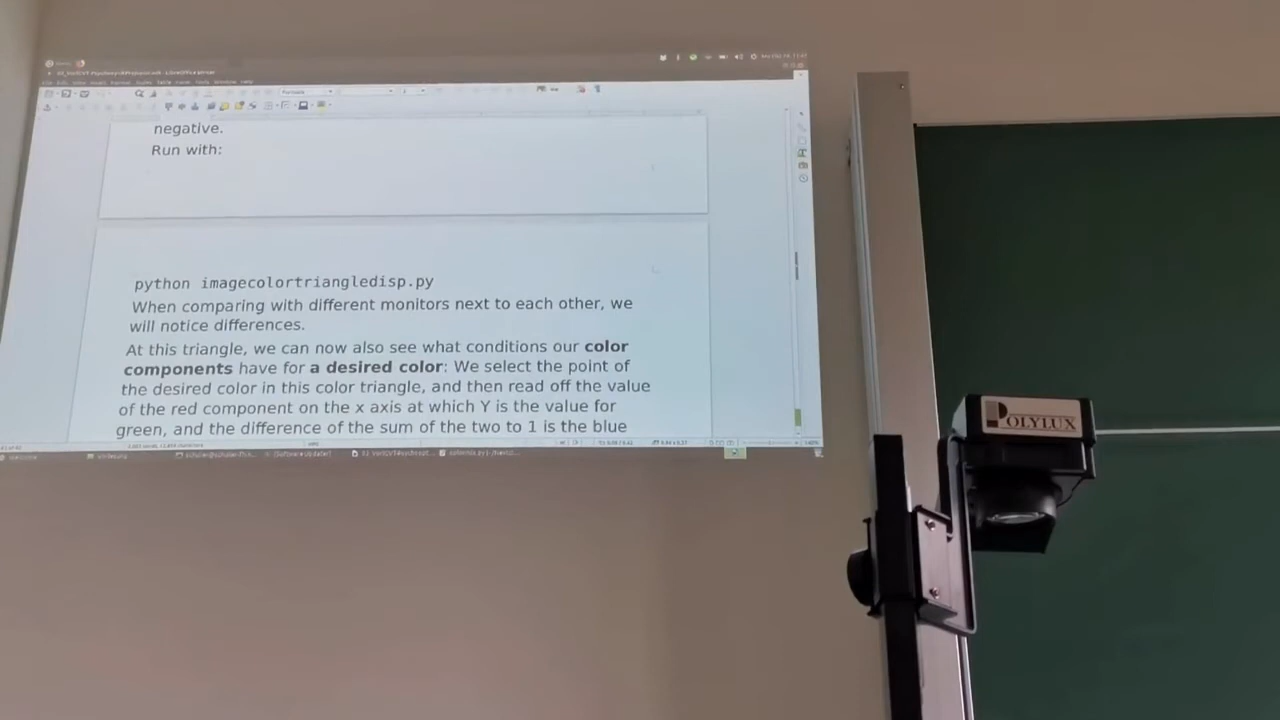 negative.
Run with:
python imagecolortriangledisp.py
When comparing with different monitors next to each other, we
will notice differences.
At this triangle, we can now also see what conditions our color
components have for a desired color: We select the point of
the desired color in this color triangle, and then read off the value
of the red component on the x axis at which Y is the value for
green, and the difference of the sum of the two to 1 is the blue
POLYLUX